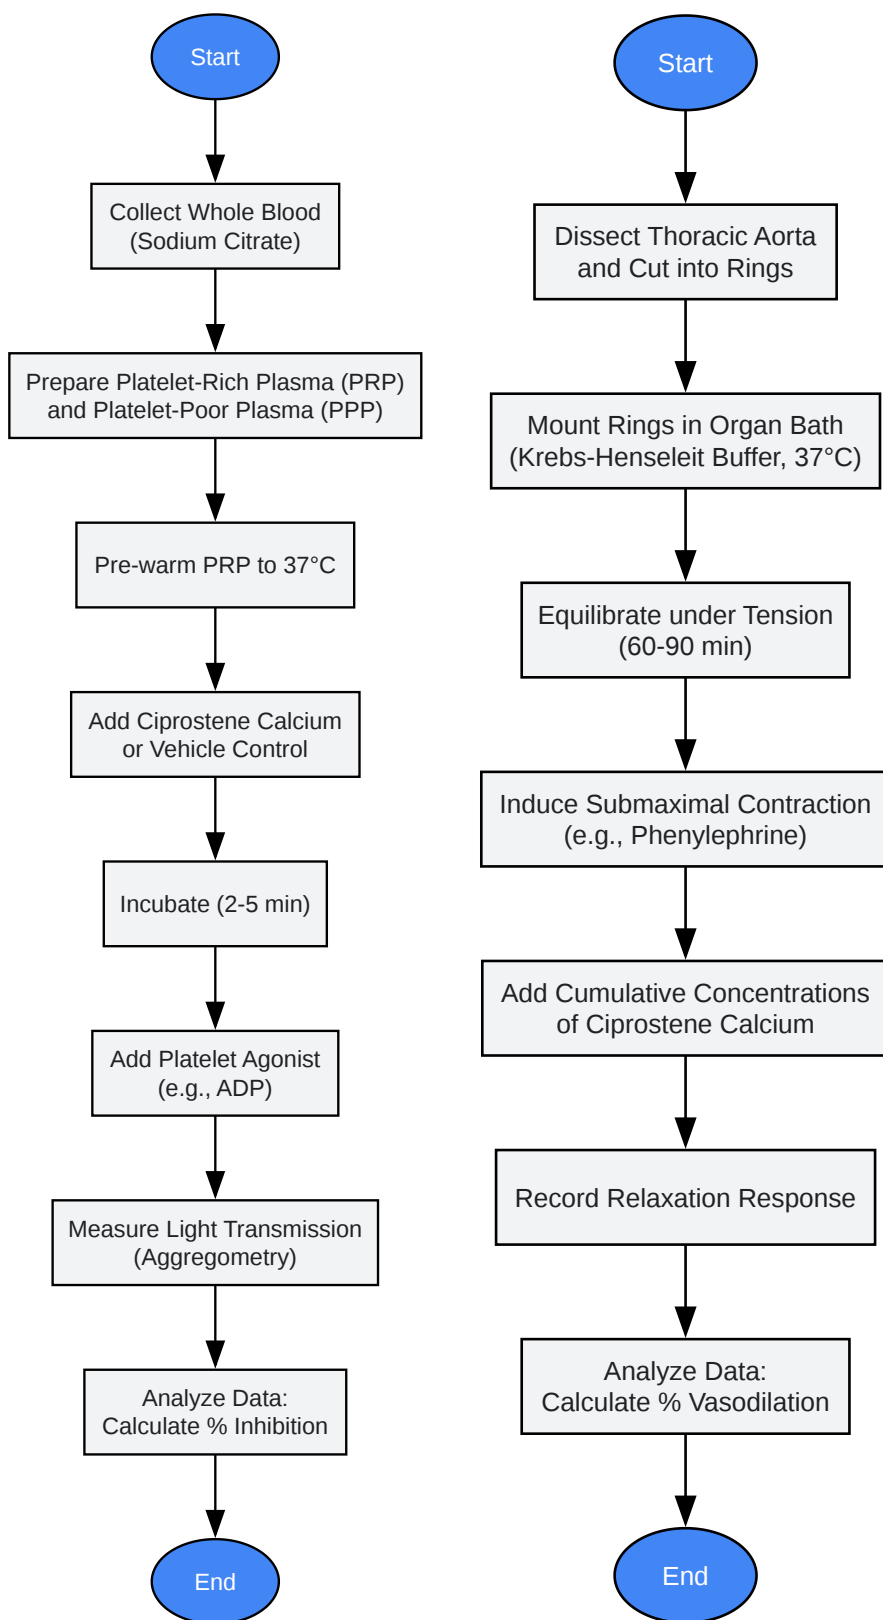 Start
Collect Whole Blood
(Sodium Citrate)
Prepare Platelet-Rich Plasma (PRP)
and Platelet-Poor Plasma (PPP)
Pre-warm PRP to 37°C
Add Ciprostene Calcium
or Vehicle Control
Incubate (2-5 min)
Add Platelet Agonist
(e.g., ADP)
Measure Light Transmission
(Aggregometry)
Analyze Data:
Calculate % Inhibition
End
Start
Dissect Thoracic Aorta
and Cut into Rings
Mount Rings in Organ Bath
(Krebs-Henseleit Buffer, 37°C)
Equilibrate under Tension
(60-90 min)
Induce Submaximal Contraction
(e.g., Phenylephrine)
Add Cumulative Concentrations
of Ciprostene Calcium
Record Relaxation Response
Analyze Data:
Calculate % Vasodilation
End